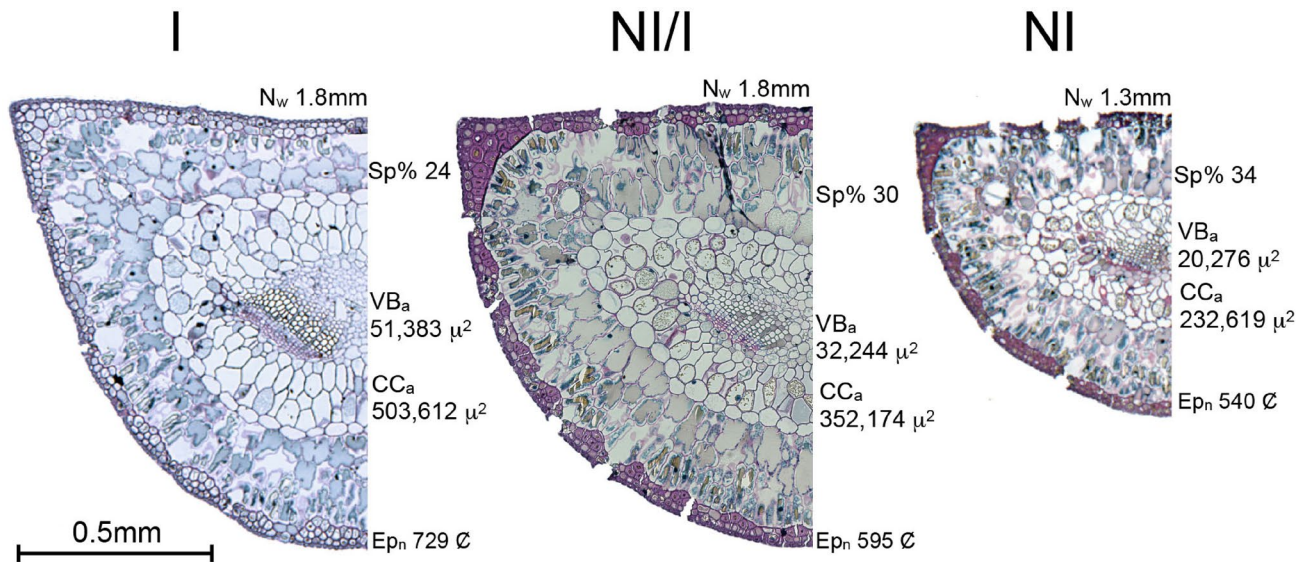 I
NI/I
NI
Nw 1.8mm
Nw 1.8mm
Nw 1.3mm
Sp% 24
Sp% 30
Sp% 34
VBa
51,383 μ²
VBa
32,244 μ²
VBa
20,276 μ²
CCa
503,612 μ²
CCa
352,174 μ²
CCa
232,619 μ²
Epn 729 ₡
Epn 595 ₡
Epn 540 ₡
0.5mm